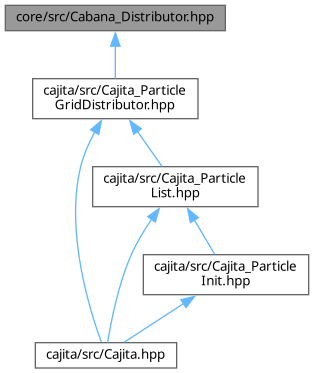 core/src/Cabana_Distributor.hpp
cajita/src/Cajita_Particle
GridDistributor.hpp
cajita/src/Cajita_Particle
List.hpp
cajita/src/Cajita_Particle
Init.hpp
cajita/src/Cajita.hpp